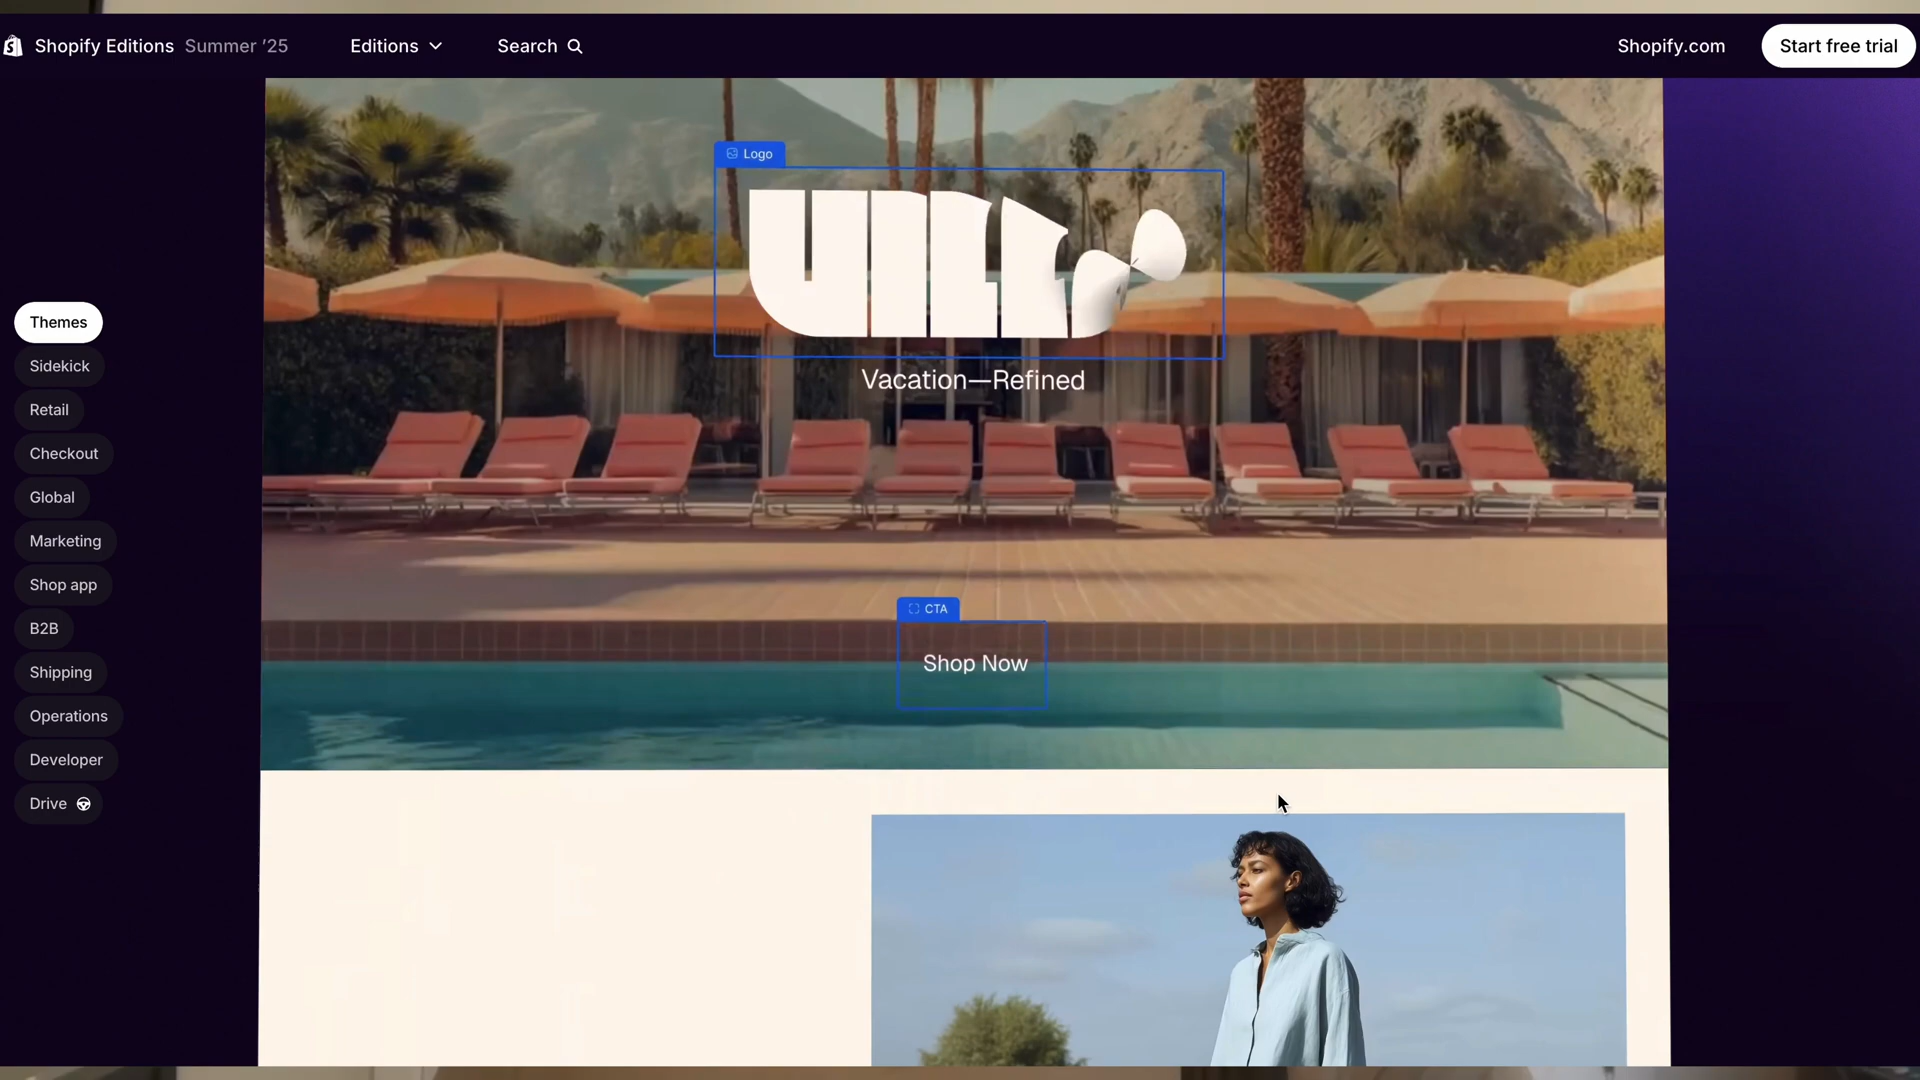 Shopify Editions Summer '25
Editions
Search
Shopify.com
Start free trial
Logo
Vacation—Refined
Themes
Sidekick
Retail
Checkout
Global
Marketing
Shop app
B2B
Shipping
Operations
Developer
Drive
CTA
Shop Now